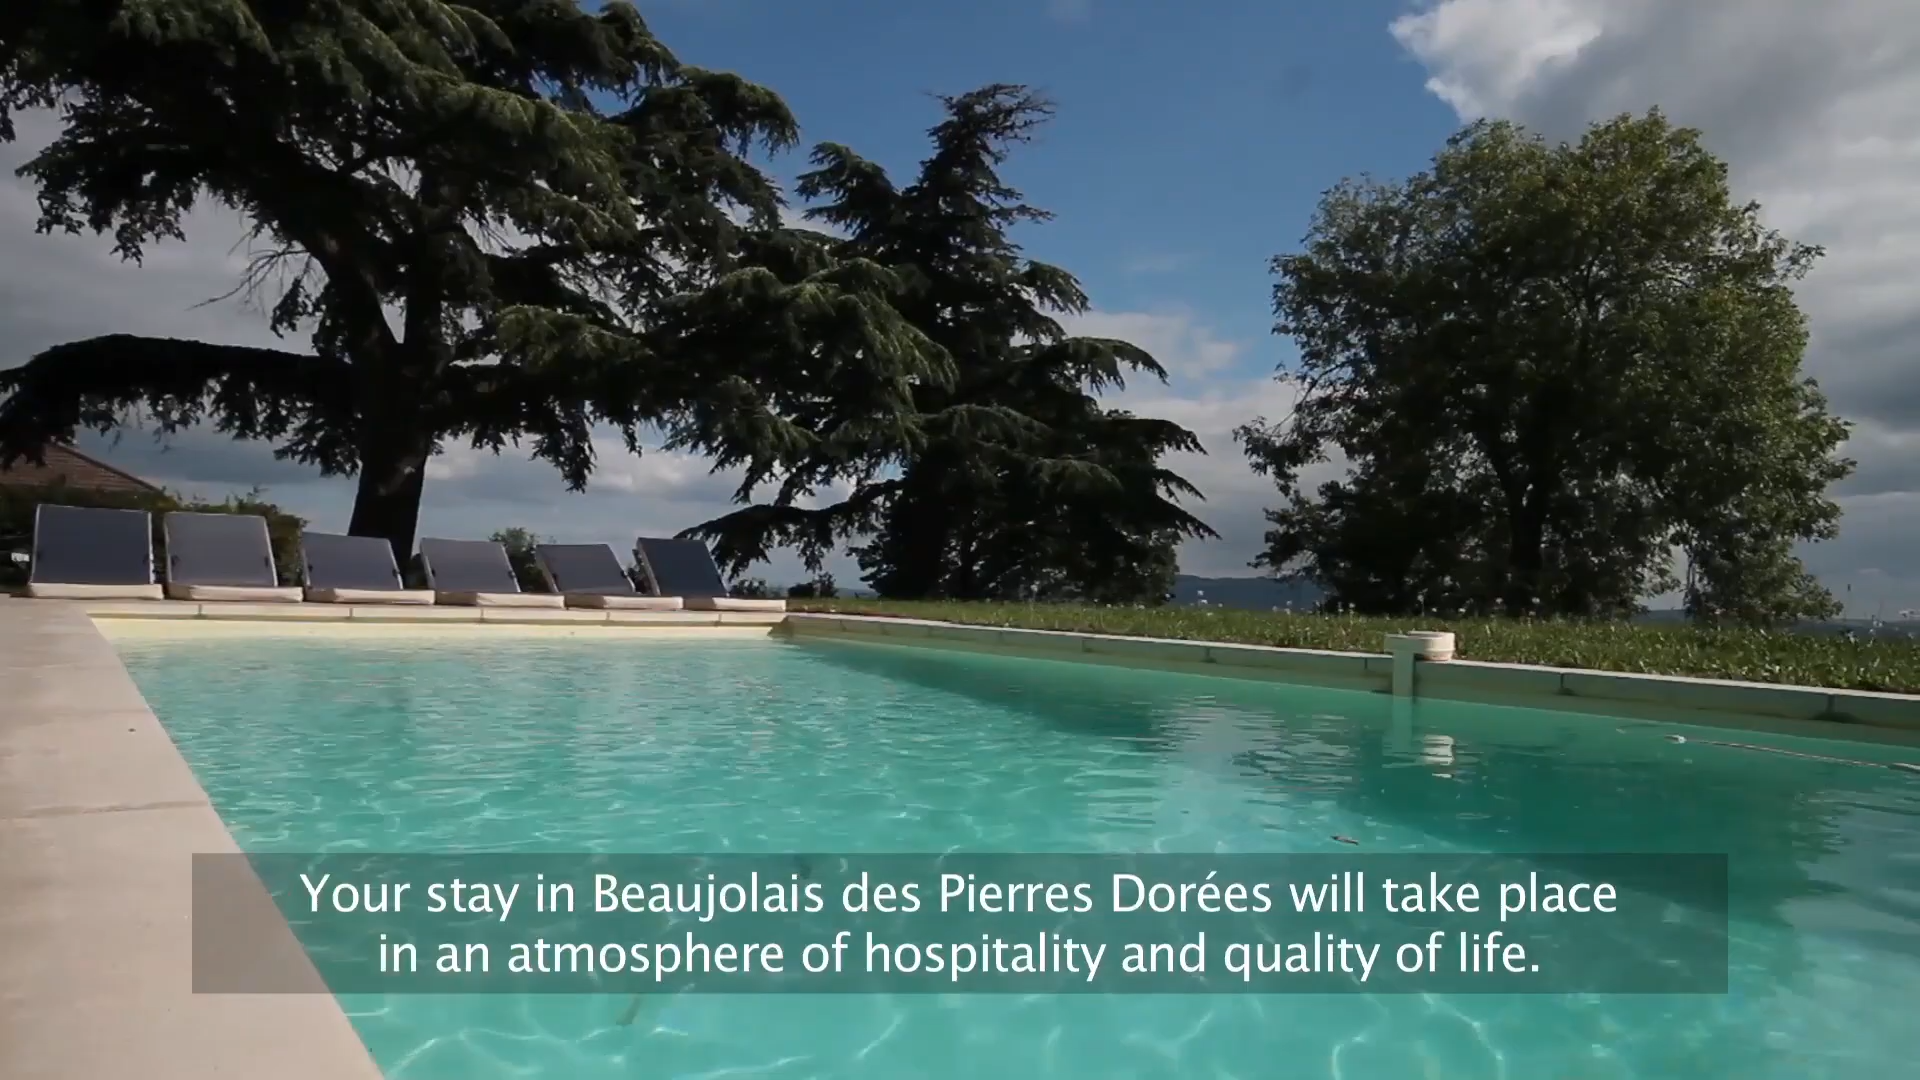 Your stay in Beaujolais des Pierres Dorées will take place
in an atmosphere of hospitality and quality of life.